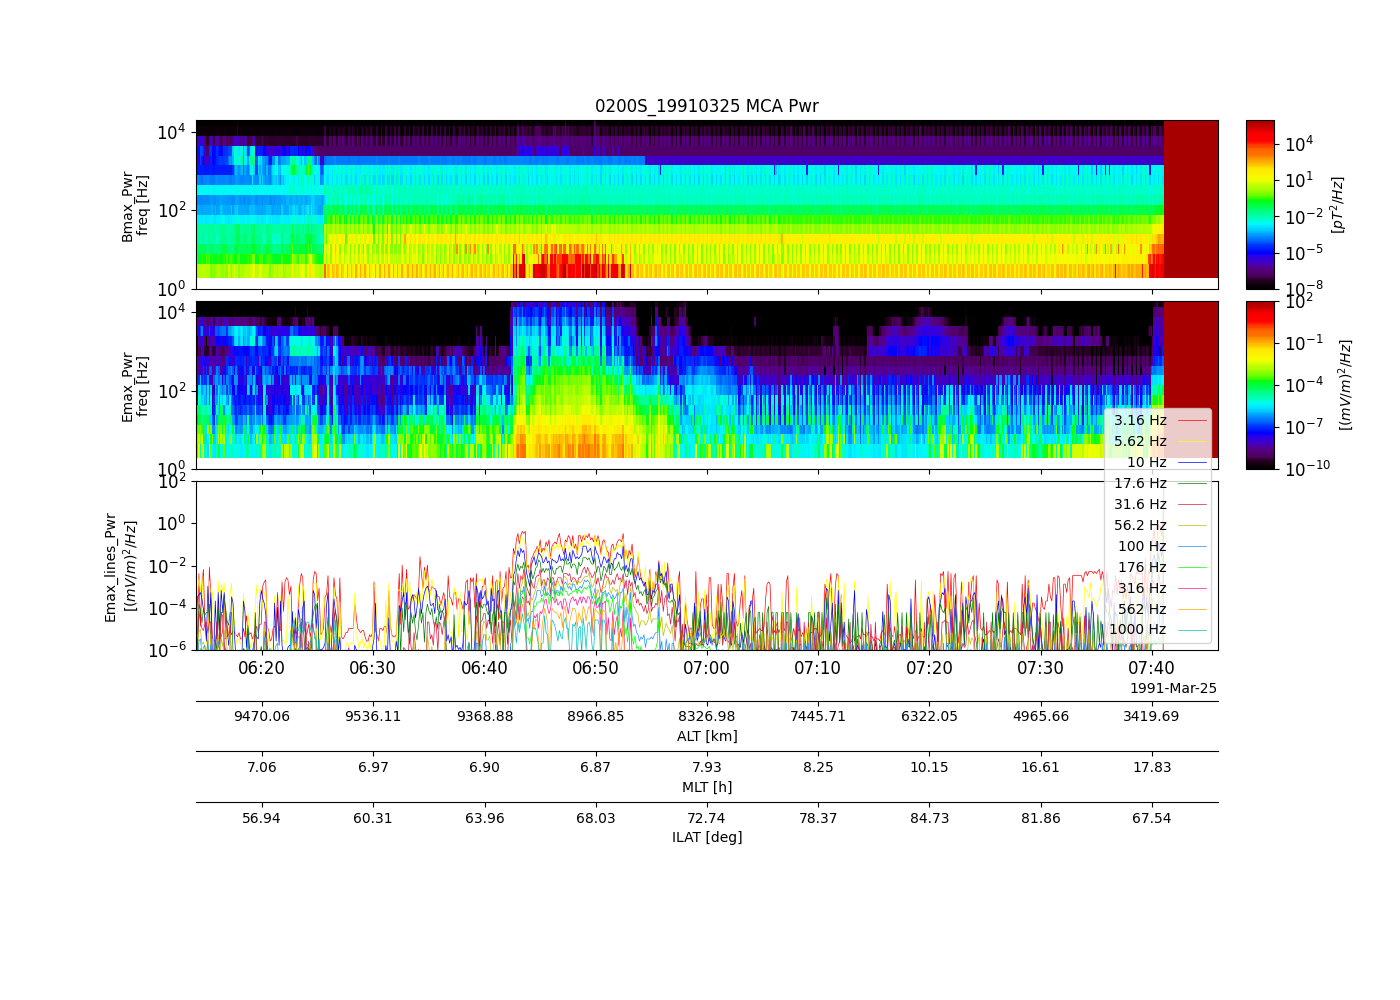 0200S_19910325 MCA Pwr
Bmax_Pwr
freq [Hz]
10^4
10^2
10^0
10^4
10^1
10^-2
10^-5
10^-8
[pT^2/Hz]
Emax_Pwr
freq [Hz]
10^4
10^2
10^0
10^2
10^-1
10^-4
10^-7
10^-10
[(mV/m)^2/Hz]
Emax_lines_Pwr
[(mV/m)^2/Hz]
10^2
10^0
10^-2
10^-4
10^-6
3.16 Hz
5.62 Hz
10 Hz
17.6 Hz
31.6 Hz
56.2 Hz
100 Hz
176 Hz
316 Hz
562 Hz
1000 Hz
06:20 06:30 06:40 06:50 07:00 07:10 07:20 07:30 07:40
1991-Mar-25
9470.06 9536.11 9368.88 8966.85 8326.98 7445.71 6322.05 4965.66 3419.69
ALT [km]
7.06 6.97 6.90 6.87 7.93 8.25 10.15 16.61 17.83
MLT [h]
56.94 60.31 63.96 68.03 72.74 78.37 84.73 81.86 67.54
ILAT [deg]